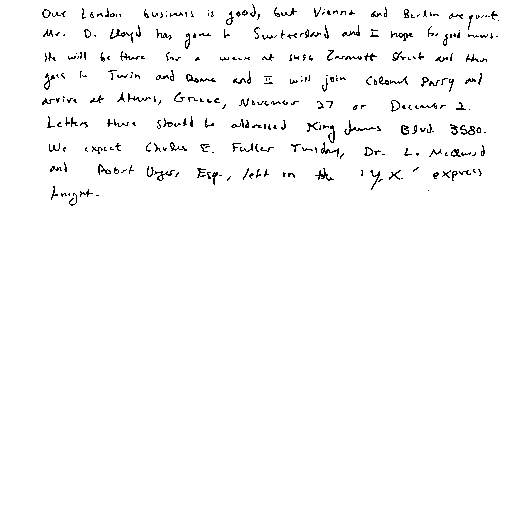 Our London business is good, but Vienna and Berlin are quiet.
Mr. D. Lloyd has gone to Switzerland and I hope for good news.
He will be there for a week at 1496 Zermott Street and then
goes to Turin and Rome and will join Colonel Parry and
arrive at Athens, Greece, November 27 or December 2.
Letters there should be addressed King James Blvd. 3580.
We expect Charles E. Fuller Tuesday, Dr. L. McQuaid
and Robert Unger, Esq., left on the "Y.X." express
tonight.